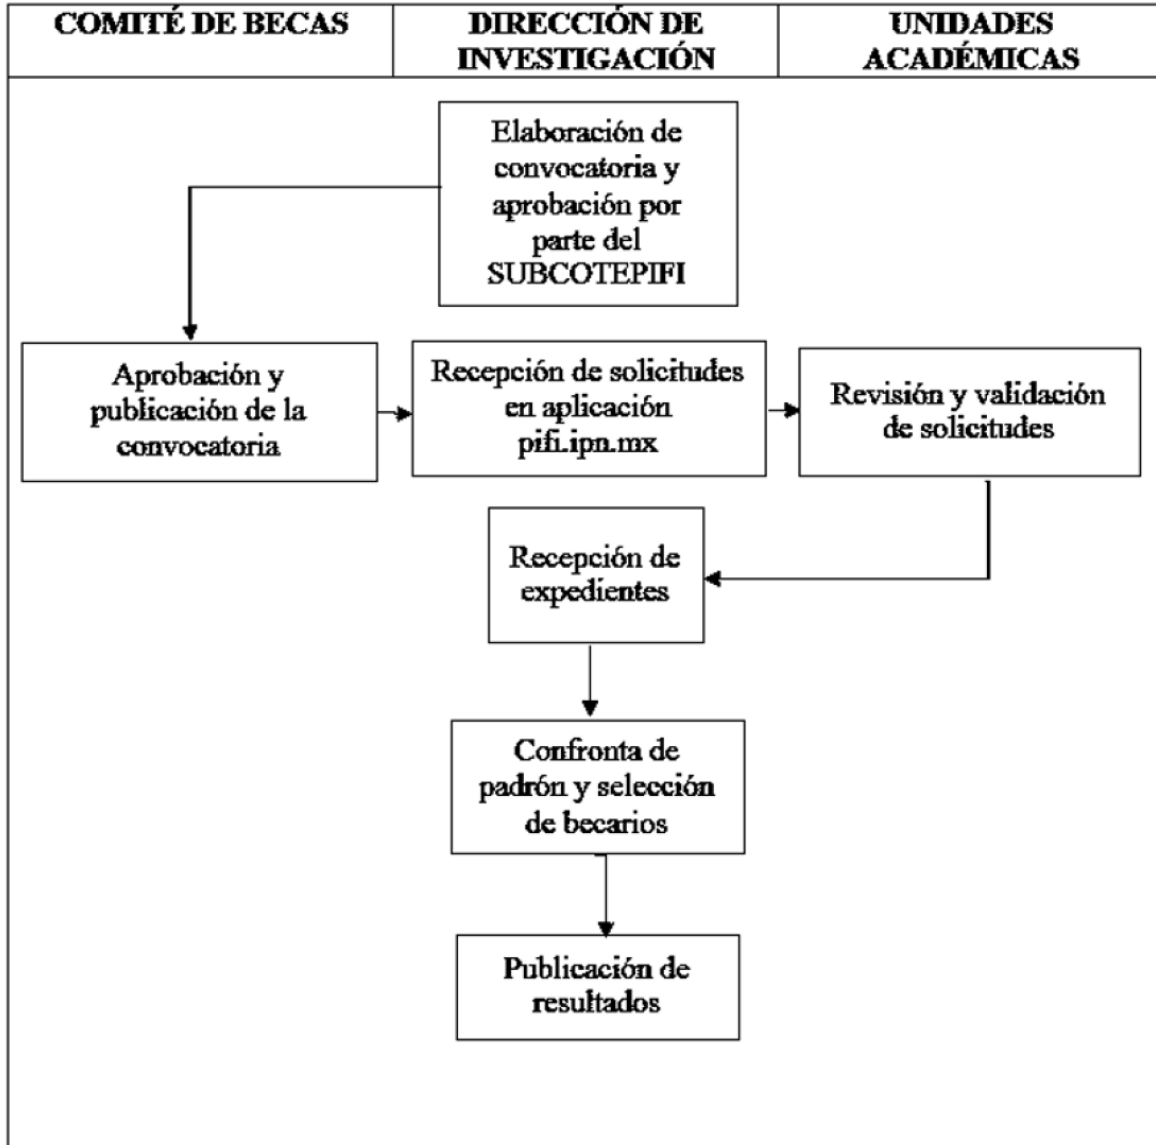 COMITÉ DE BECAS
DIRECCIÓN DE
INVESTIGACIÓN
UNIDADES
ACADÉMICAS
Elaboración de
convocatoria y
aprobación por
parte del
SUBCOTEPIFI
Aprobación y
publicación de la
convocatoria
Recepción de solicitudes
en aplicación
pifi.ipn.mx
Revisión y validación
de solicitudes
Recepción de
expedientes
Confronta de
padrón y selección
de becarios
Publicación de
resultados